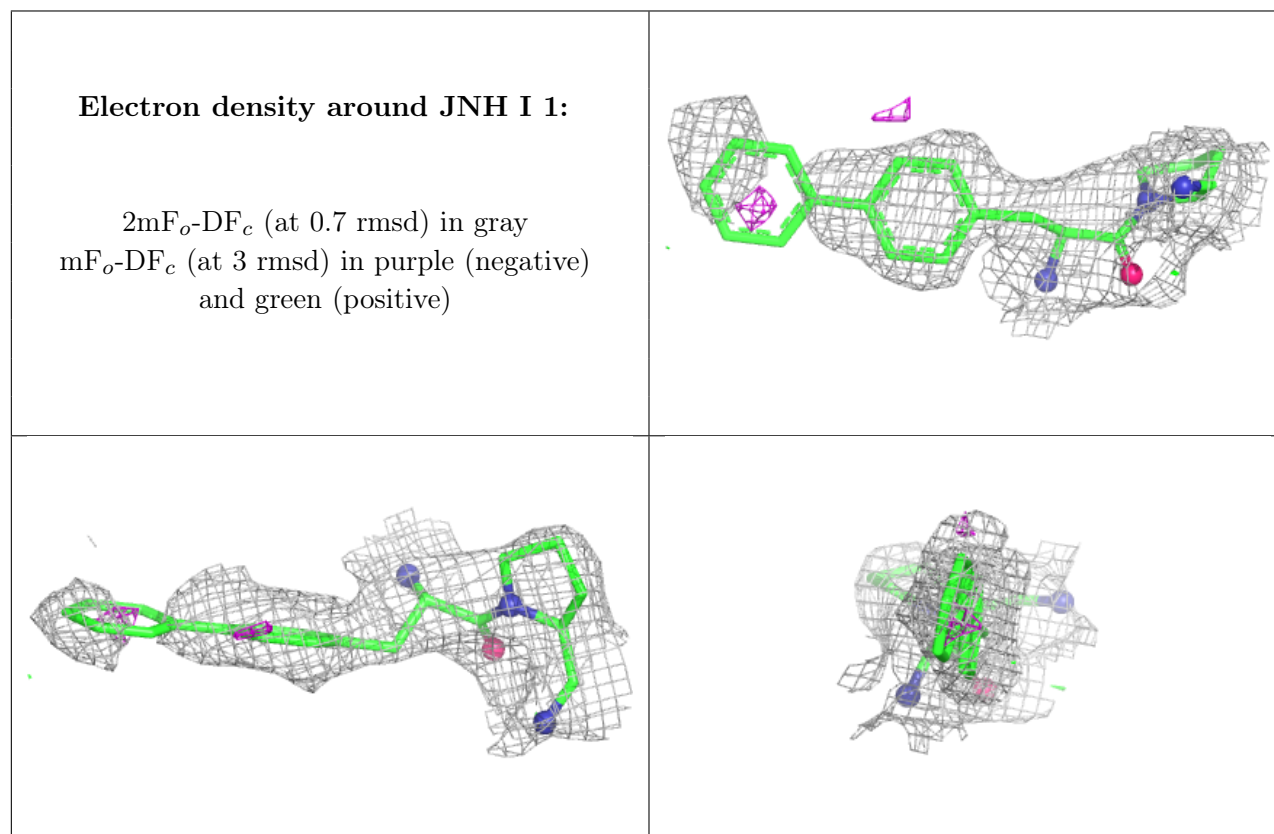 Electron density around JNH I 1:
2mFo-DFc (at 0.7 rmsd) in gray
mFo-DFc (at 3 rmsd) in purple (negative)
and green (positive)